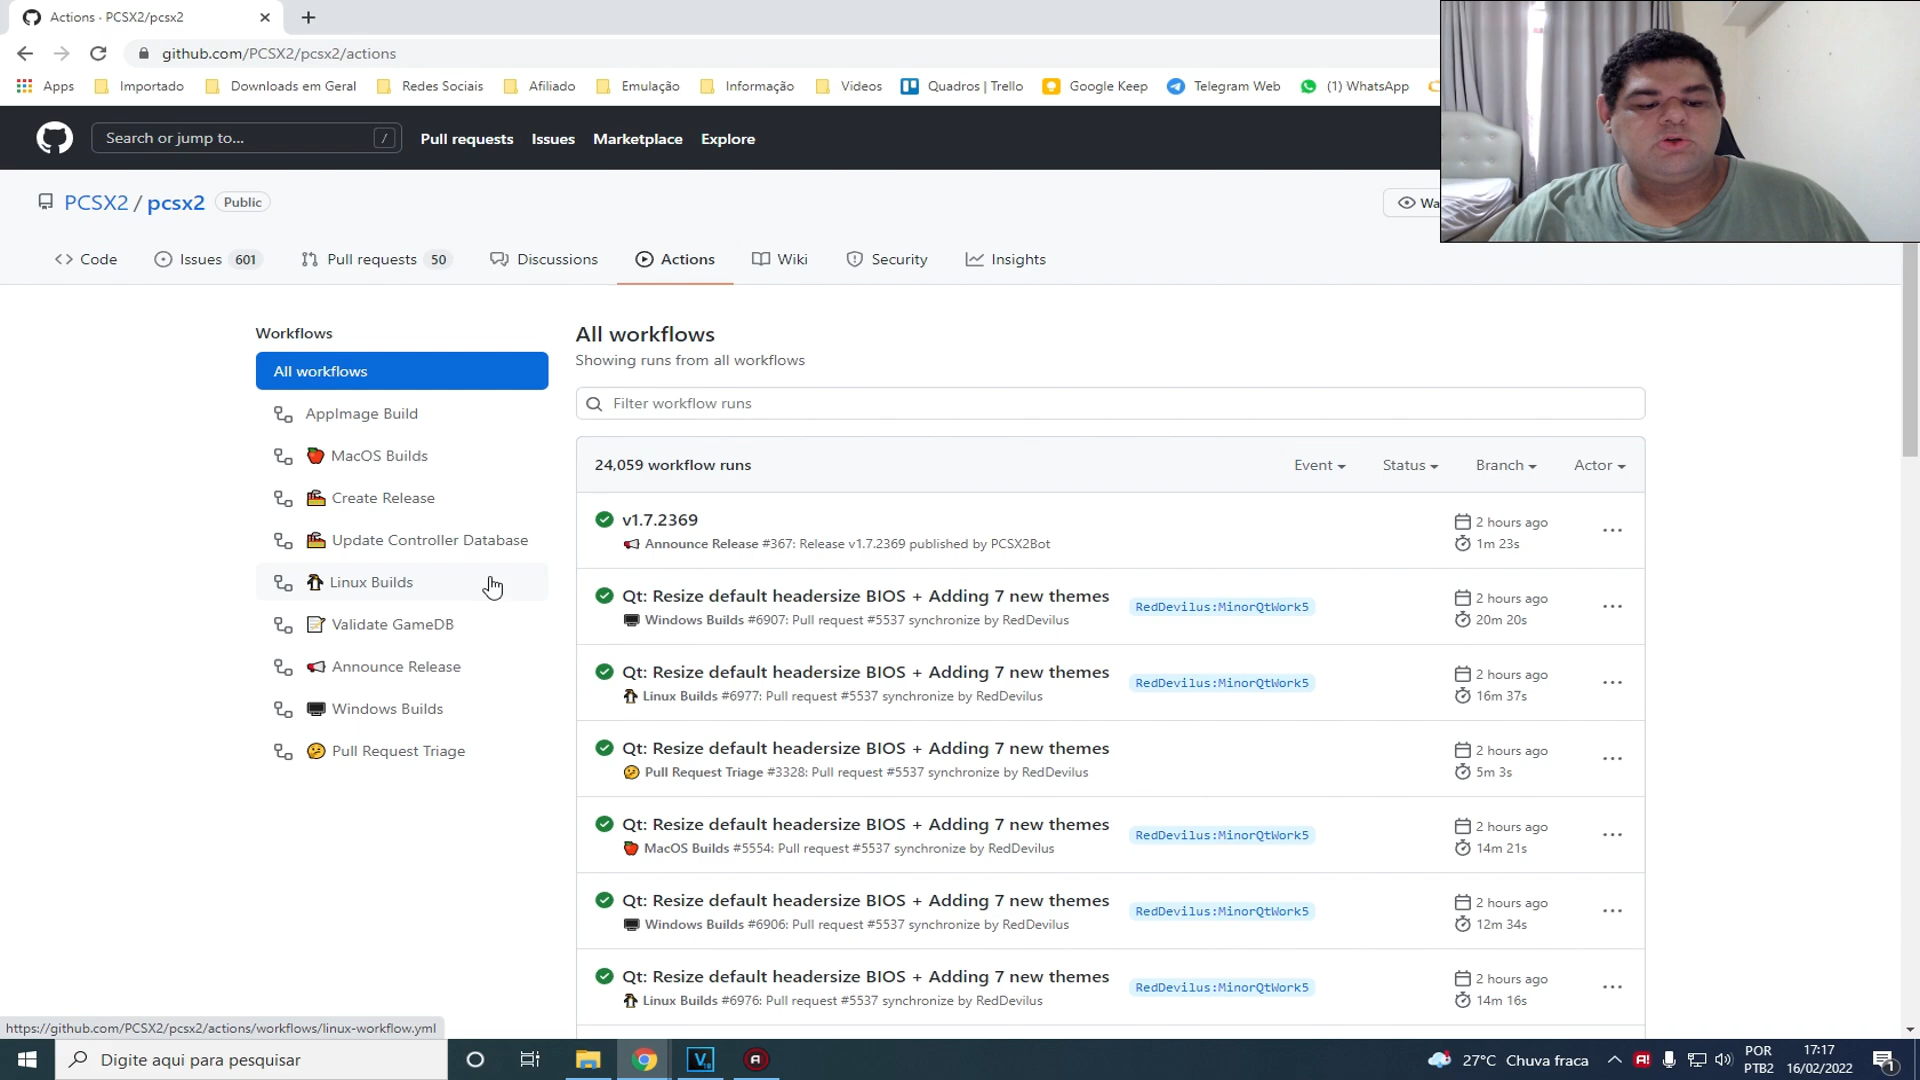 Actions · PCSX2/pcsx2
github.com/PCSX2/pcsx2/actions
Apps Importado Downloads em Geral Redes Sociais Afiliado Emulação Informação Videos Quadros | Trello Google Keep Telegram Web (1) WhatsApp
Search or jump to... / Pull requests Issues Marketplace Explore
PCSX2 / pcsx2 Public
Wa
Code Issues 601 Pull requests 50 Discussions Actions Wiki Security Insights
Workflows
All workflows
AppImage Build
MacOS Builds
Create Release
Update Controller Database
Linux Builds
Validate GameDB
Announce Release
Windows Builds
Pull Request Triage
All workflows
Showing runs from all workflows
Filter workflow runs
24,059 workflow runs Event Status Branch Actor
v1.7.2369
Announce Release #367: Release v1.7.2369 published by PCSX2Bot
2 hours ago
1m 23s
Qt: Resize default headersize BIOS + Adding 7 new themes
Windows Builds #6907: Pull request #5537 synchronize by RedDevilus
RedDevilus:MinorQtWork5
2 hours ago
20m 20s
Qt: Resize default headersize BIOS + Adding 7 new themes
Linux Builds #6977: Pull request #5537 synchronize by RedDevilus
RedDevilus:MinorQtWork5
2 hours ago
16m 37s
Qt: Resize default headersize BIOS + Adding 7 new themes
Pull Request Triage #3328: Pull request #5537 synchronize by RedDevilus
2 hours ago
5m 3s
Qt: Resize default headersize BIOS + Adding 7 new themes
MacOS Builds #5554: Pull request #5537 synchronize by RedDevilus
RedDevilus:MinorQtWork5
2 hours ago
14m 21s
Qt: Resize default headersize BIOS + Adding 7 new themes
Windows Builds #6906: Pull request #5537 synchronize by RedDevilus
RedDevilus:MinorQtWork5
2 hours ago
12m 34s
Qt: Resize default headersize BIOS + Adding 7 new themes
Linux Builds #6976: Pull request #5537 synchronize by RedDevilus
RedDevilus:MinorQtWork5
2 hours ago
14m 16s
https://github.com/PCSX2/pcsx2/actions/workflows/linux-workflow.yml
Digite aqui para pesquisar
27°C Chuva fraca
POR
PTB2
17:17
16/02/2022
1